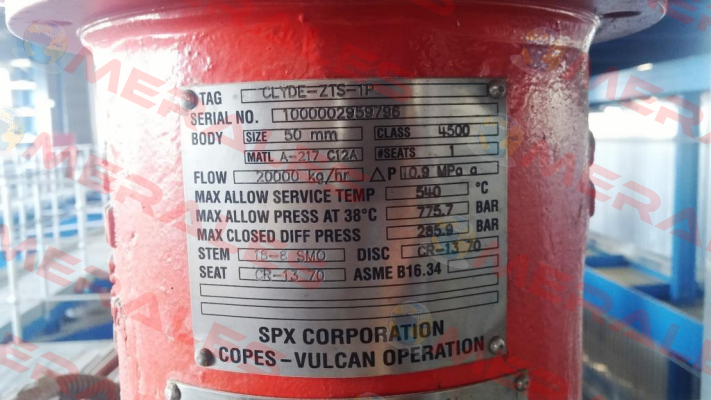 TAG CLYDE-ZTS-1P
SERIAL NO. 1000002959796
BODY SIZE 50 mm CLASS 4500
MATL A-217 C12A #SEATS 1
FLOW 20000 kg/hr △P 10.9 MPa g
MAX ALLOW SERVICE TEMP 540 °C
MAX ALLOW PRESS AT 38°C 775.7 BAR
MAX CLOSED DIFF PRESS 285.9 BAR
STEM 18-8 SMO DISC CR-13 70
SEAT CR-13 70 ASME B16.34
SPX CORPORATION
COPES-VULCAN OPERATION
MERALES